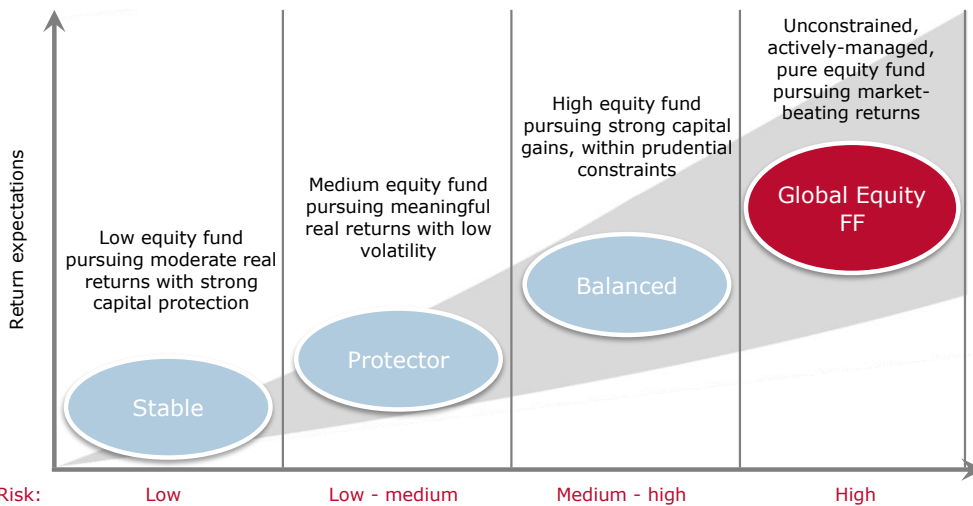 Return expectations
Low equity fund
pursuing moderate real
returns with strong
capital protection
Stable
Medium equity fund
pursuing meaningful
real returns with low
volatility
Protector
High equity fund
pursuing strong capital
gains, within prudential
constraints
Balanced
Unconstrained,
actively-managed,
pure equity fund
pursuing market-
beating returns
Global Equity
FF
Risk: Low Low - medium Medium - high High